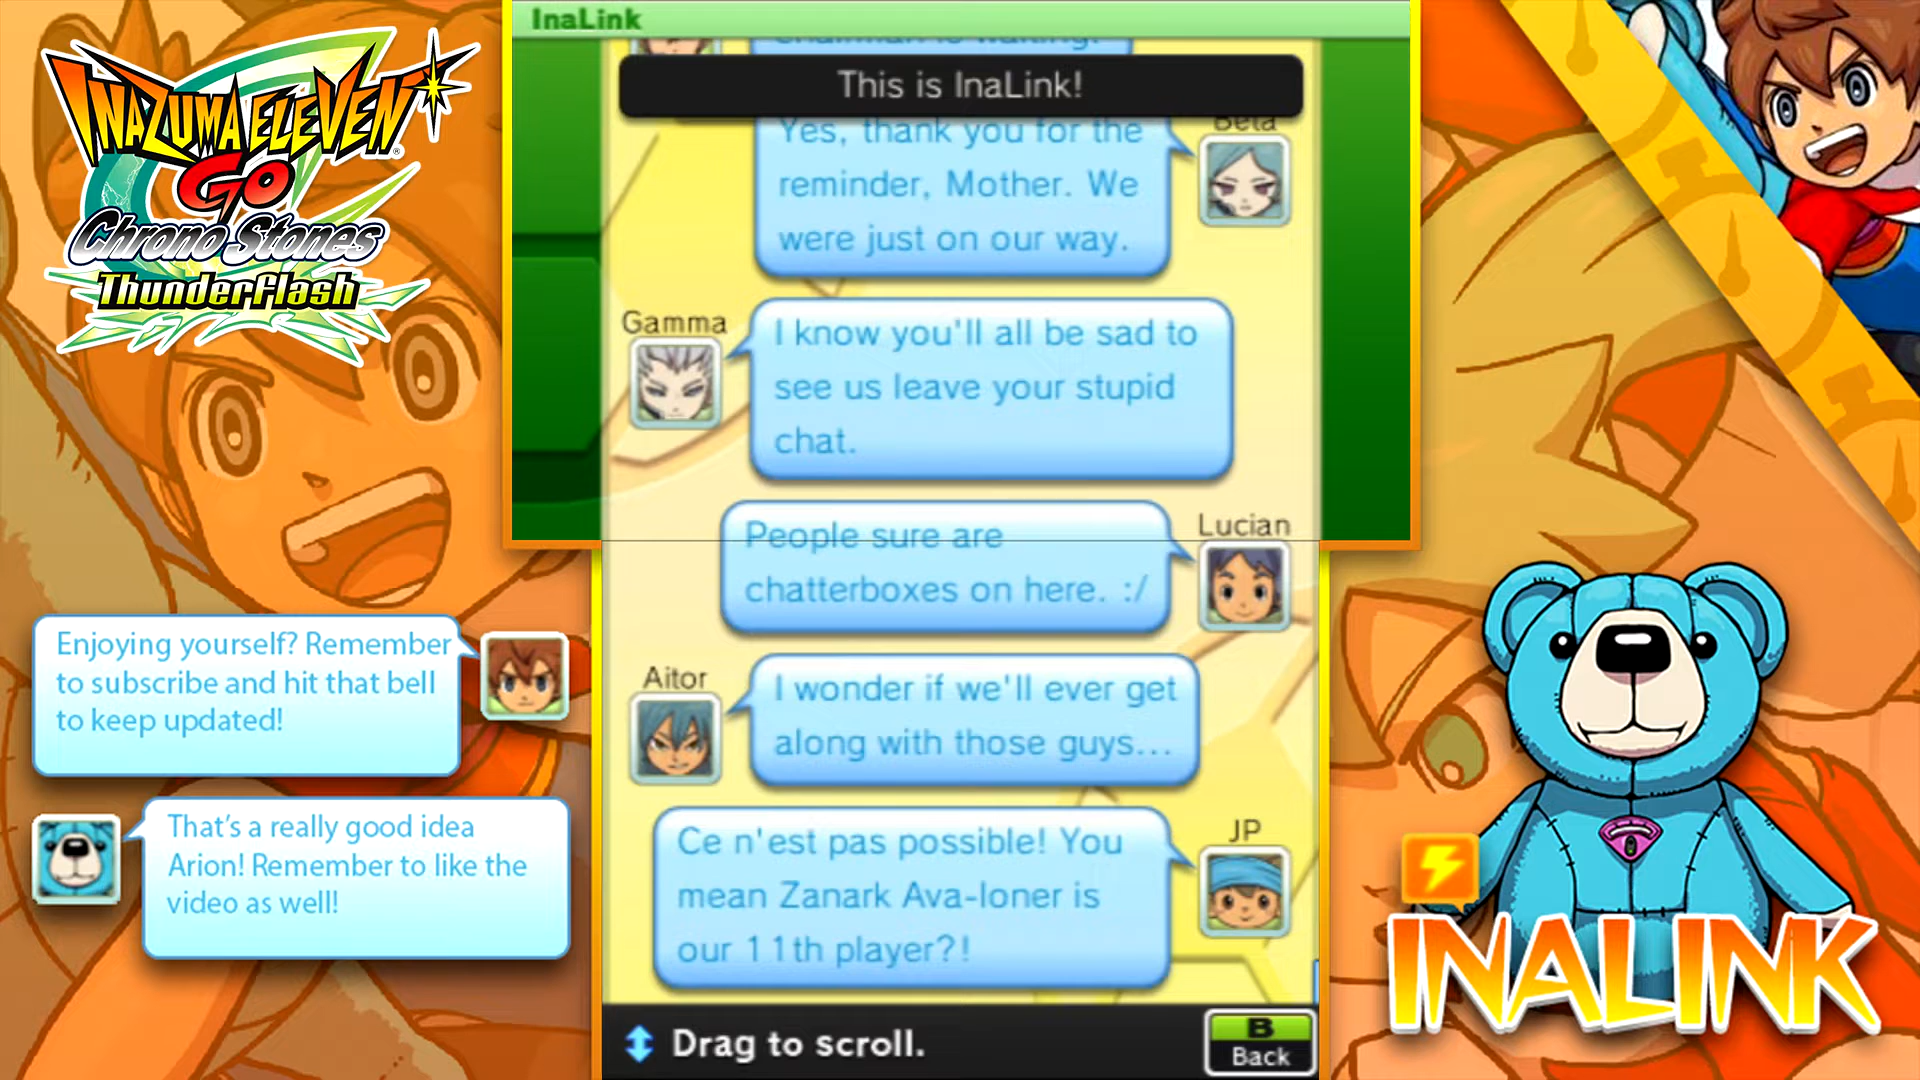 INAZUMA ELEVEN
GO
Chrono Stones
Thunderflash
InaLink
chairman is waiting!
This is InaLink!
Beta
Yes, thank you for the
reminder, Mother. We
were just on our way.
Gamma
I know you'll all be sad to
see us leave your stupid
chat.
Lucian
People sure are
chatterboxes on here. :/
Aitor
I wonder if we'll ever get
along with those guys...
JP
Ce n'est pas possible! You
mean Zanark Ava-loner is
our 11th player?!
Drag to scroll.
B
Back
Enjoying yourself? Remember
to subscribe and hit that bell
to keep updated!
That's a really good idea
Arion! Remember to like the
video as well!
INALINK